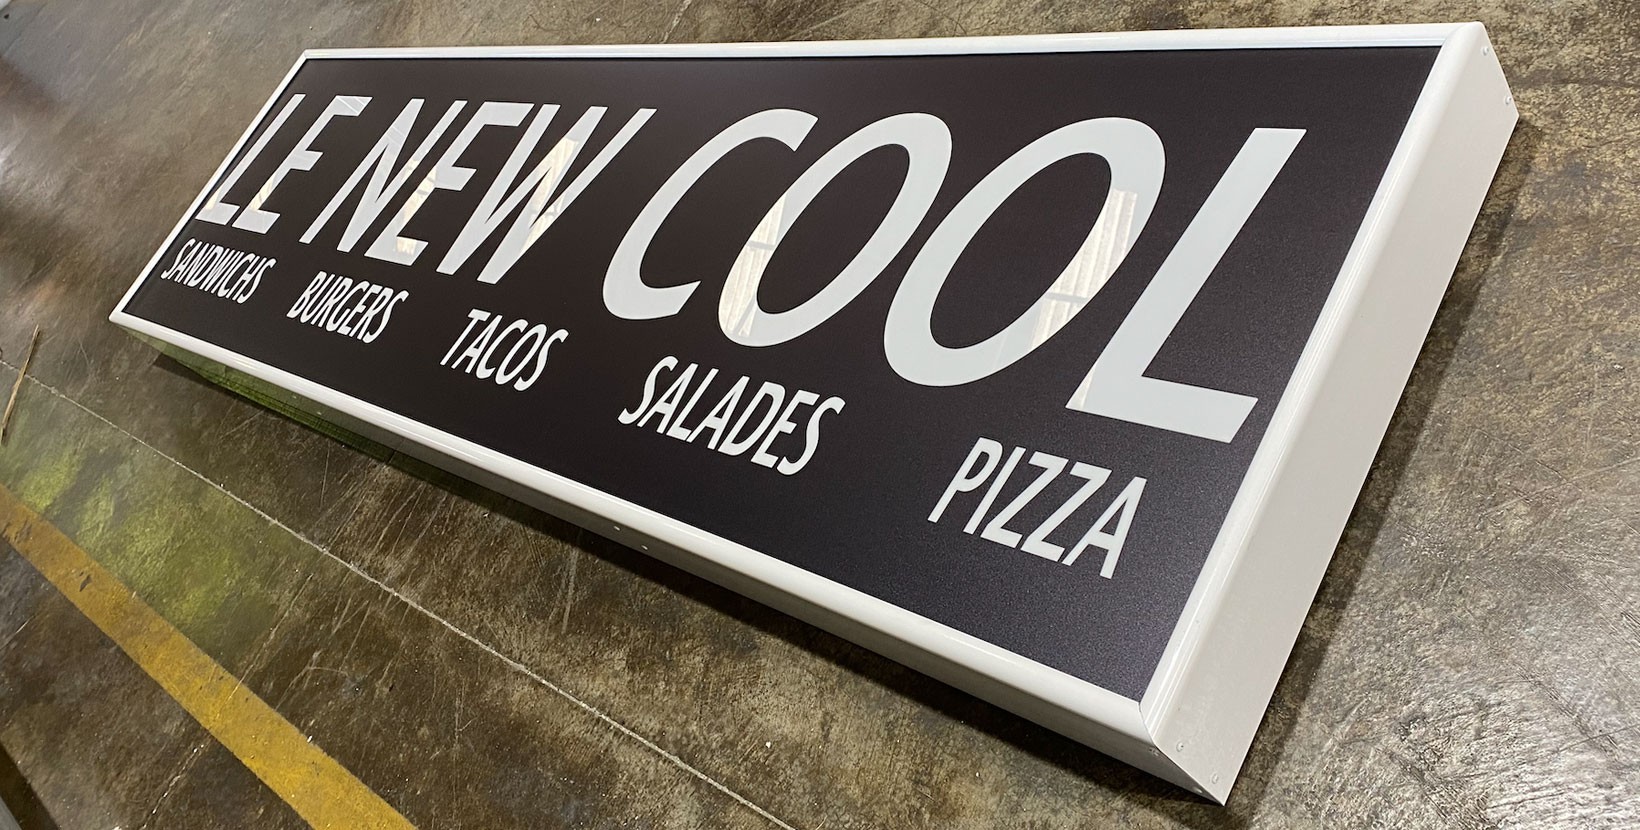 LE NEW COOL
SANDWICHS BURGERS TACOS SALADES PIZZA